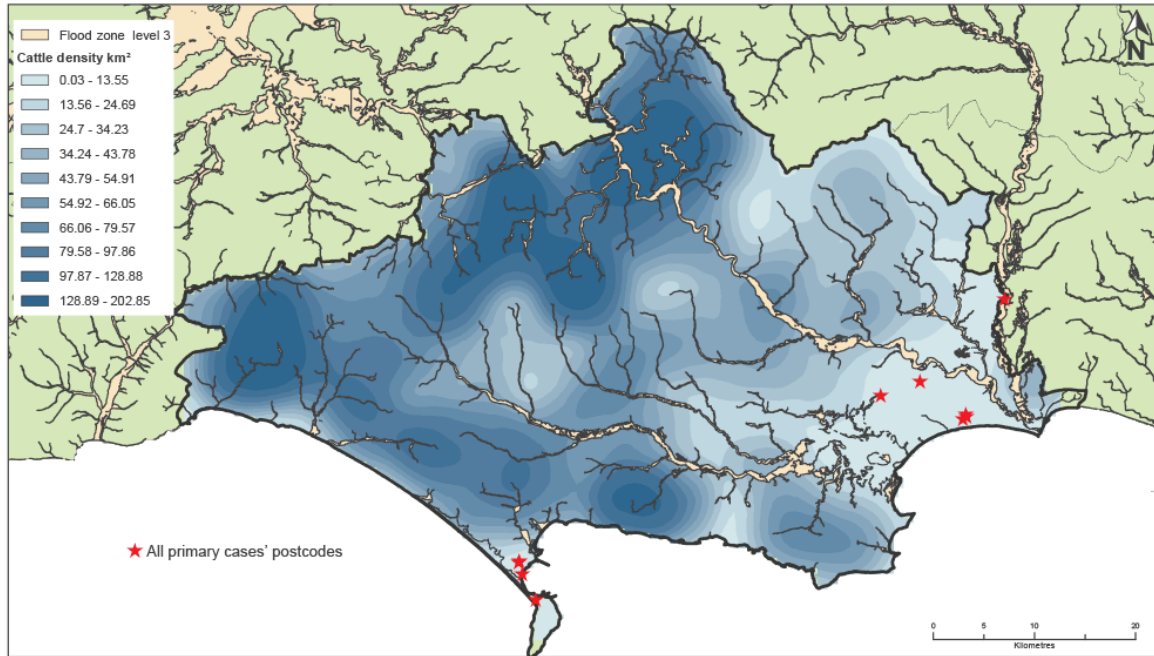 Flood zone level 3
Cattle density km²
0.03 - 13.55
13.56 - 24.69
24.7 - 34.23
34.24 - 43.78
43.79 - 54.91
54.92 - 66.05
66.06 - 79.57
79.58 - 97.86
97.87 - 128.88
128.89 - 202.85
N
All primary cases' postcodes
0 5 10 20
Kilometres